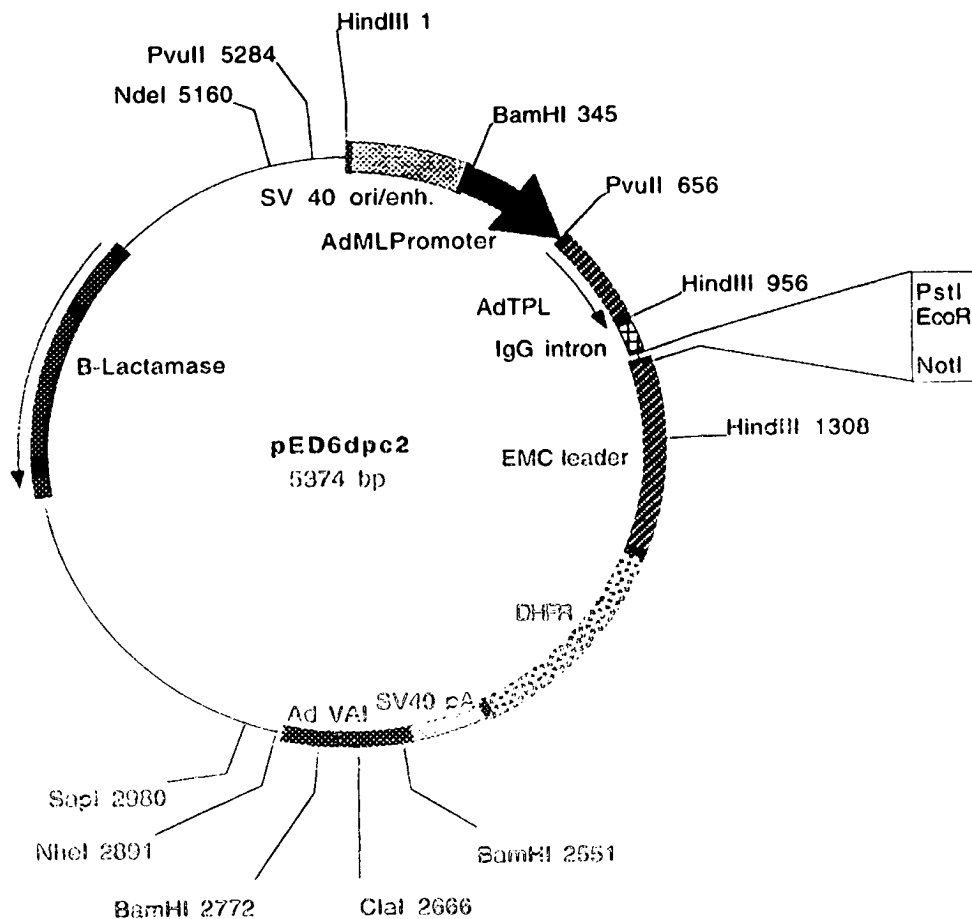 HindIII 1
PvuII 5284
NdeI 5160
BamHI 345
SV 40 ori/enh.
PvuII 656
AdMLPromoter
HindIII 956
AdTPL
PstI
EcoR
IgG intron
NotI
B-Lactamase
HindIII 1308
pED6dpc2
EMC leader
5374 bp
DHFR
SV40 pA
Ad VAI
SapI 2980
NheI 2891
BamHI 2551
BamHI 2772
ClaI 2666